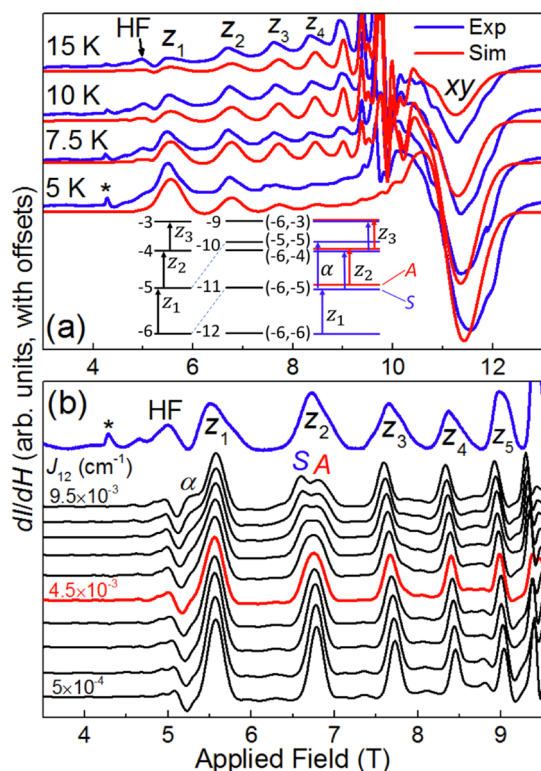 HF z1 z2 z3 z4 Exp
Sim
15 K
10 K
7.5 K
5 K
*
xy
-3 -9 (-6,-3)
-10 (-5,-5)
-4 (-6,-4)
-5 -11 (-6,-5)
-6 -12 (-6,-6)
z3
z2
z1
α
z3
z2
z1
A
S
(a)
4 6 8 10 12
dI/dH (arb. units, with offsets)
(b)
* HF z1 z2 z3 z4 z5
J12 (cm-1)
α S A
9.5×10-3
4.5×10-3
5×10-4
4 5 6 7 8 9
Applied Field (T)